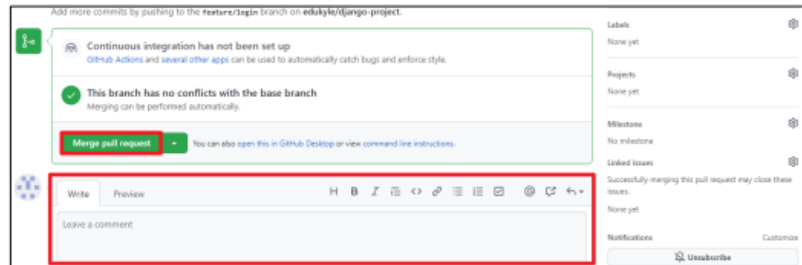 Add more commits by pushing to the feature/login branch on edukyle/django-project.
Continuous integration has not been set up
GitHub Actions and several other apps can be used to automatically catch bugs and enforce style.
This branch has no conflicts with the base branch
Merging can be performed automatically.
Merge pull request
You can also open this in GitHub Desktop or view command line instructions.
Write
Preview
H B I
Leave a comment
Labels
None yet
Projects
None yet
Milestone
No milestone
Linked issues
Successfully merging this pull request may close these
issues.
None yet
Notifications
Customize
Unsubscribe